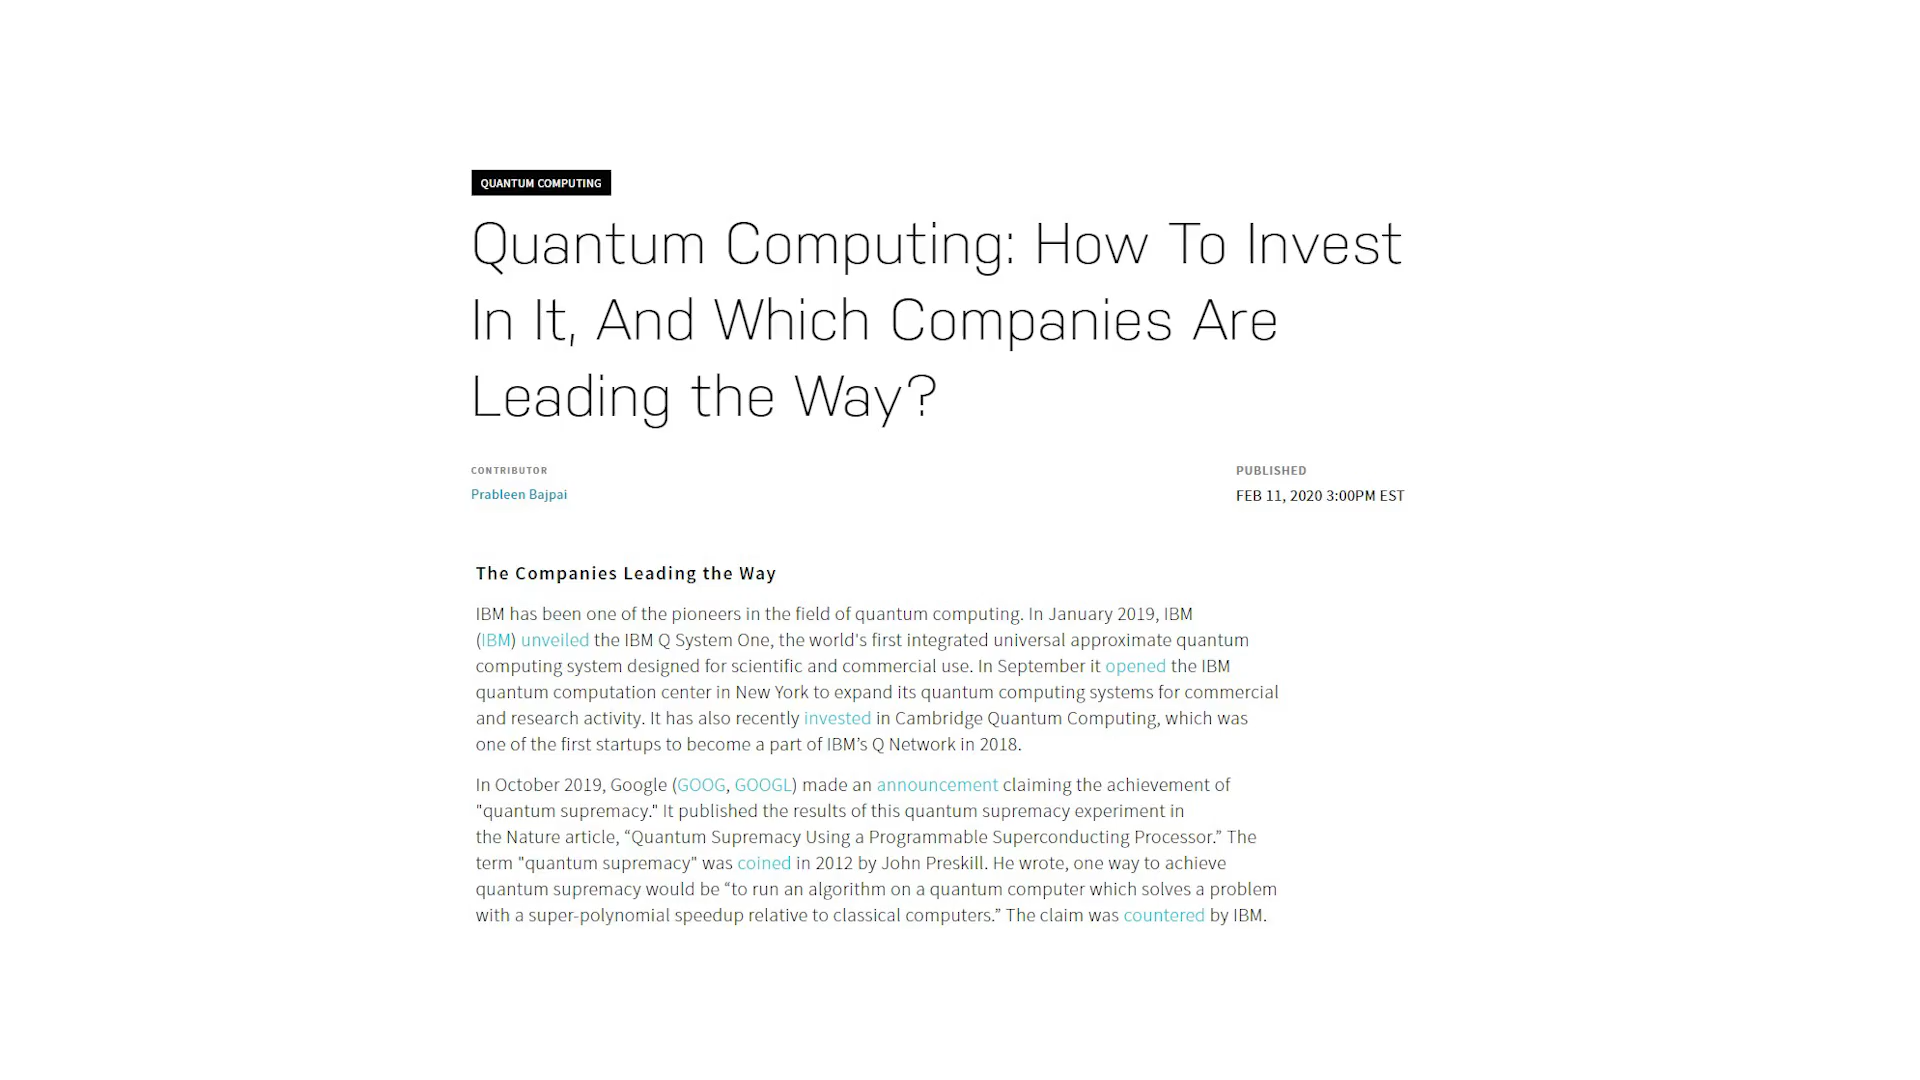 QUANTUM COMPUTING
Quantum Computing: How To Invest
In It, And Which Companies Are
Leading the Way?
CONTRIBUTOR
Prableen Bajpai
PUBLISHED
FEB 11, 2020 3:00PM EST
The Companies Leading the Way
IBM has been one of the pioneers in the field of quantum computing. In January 2019, IBM
(IBM) unveiled the IBM Q System One, the world's first integrated universal approximate quantum
computing system designed for scientific and commercial use. In September it opened the IBM
quantum computation center in New York to expand its quantum computing systems for commercial
and research activity. It has also recently invested in Cambridge Quantum Computing, which was
one of the first startups to become a part of IBM’s Q Network in 2018.
In October 2019, Google (GOOG, GOOGL) made an announcement claiming the achievement of
"quantum supremacy." It published the results of this quantum supremacy experiment in
the Nature article, “Quantum Supremacy Using a Programmable Superconducting Processor.” The
term "quantum supremacy" was coined in 2012 by John Preskill. He wrote, one way to achieve
quantum supremacy would be “to run an algorithm on a quantum computer which solves a problem
with a super-polynomial speedup relative to classical computers.” The claim was countered by IBM.